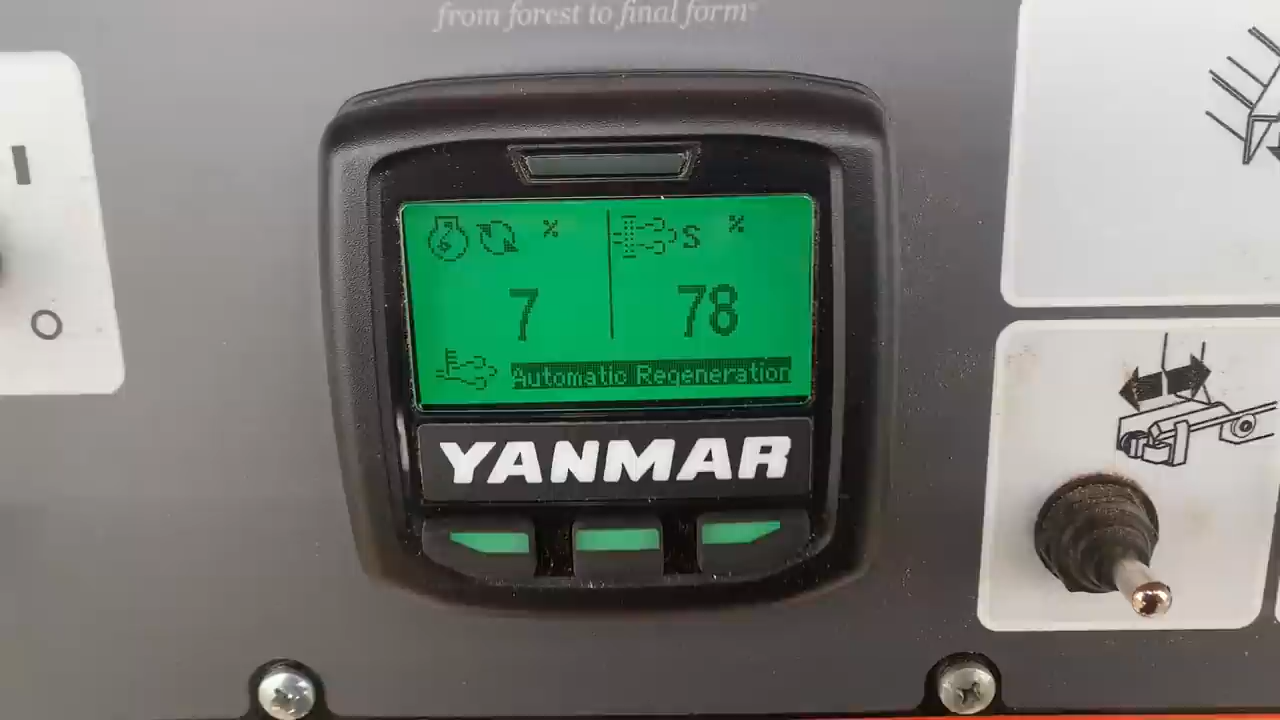 from forest to final form®
% S %
7 78
Automatic Regeneration
YANMAR